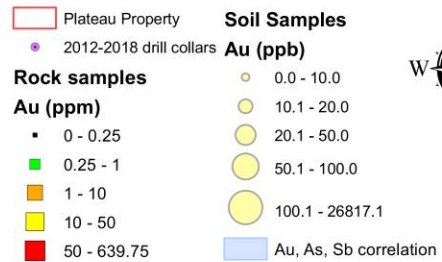 Plateau Property
2012-2018 drill collars
Rock samples
Au (ppm)
0 - 0.25
0.25 - 1
1 - 10
10 - 50
50 - 639.75
Soil Samples
Au (ppb)
0.0 - 10.0
10.1 - 20.0
20.1 - 50.0
50.1 - 100.0
100.1 - 26817.1
Au, As, Sb correlation
W